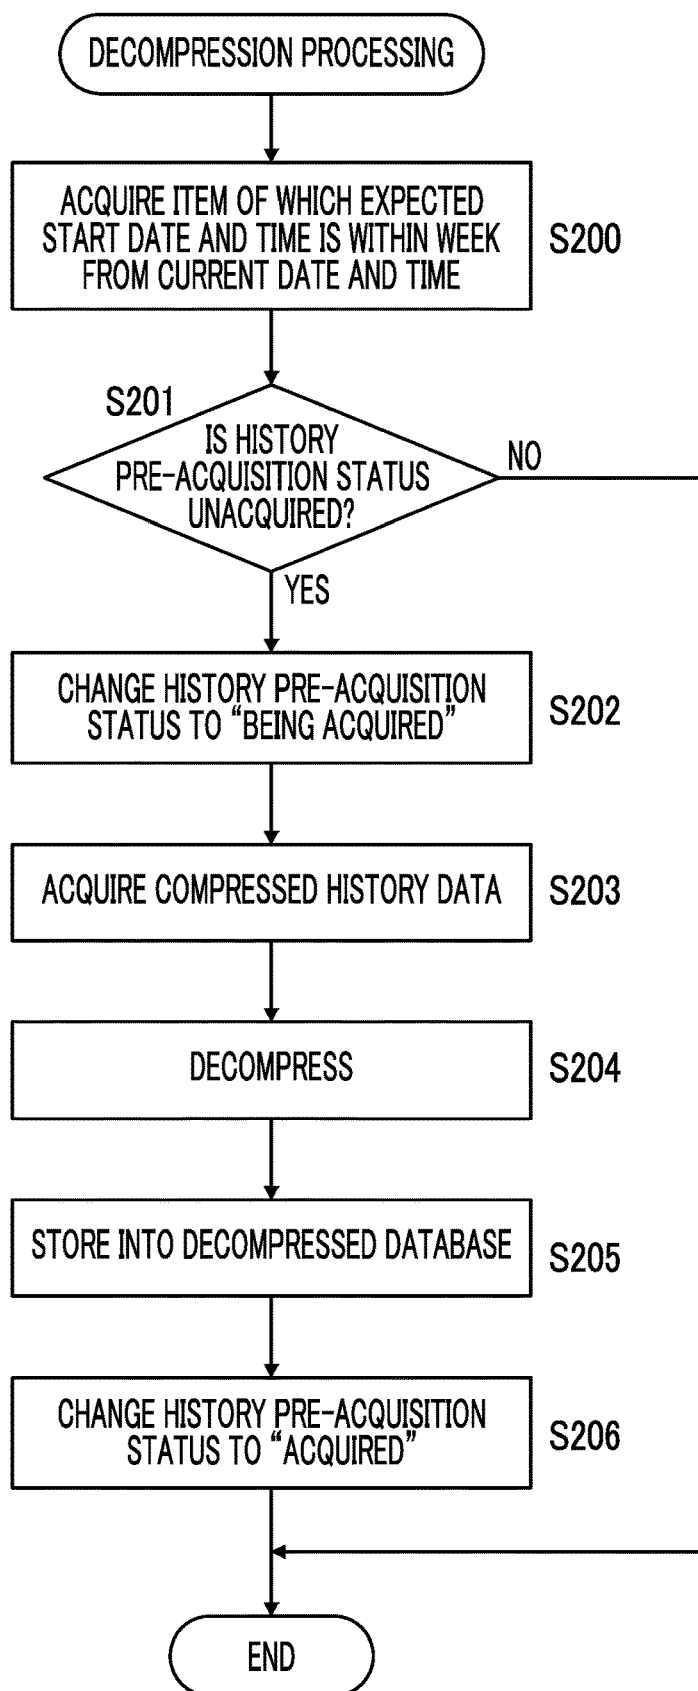 DECOMPRESSION PROCESSING
ACQUIRE ITEM OF WHICH EXPECTED
START DATE AND TIME IS WITHIN WEEK
FROM CURRENT DATE AND TIME
S200
S201
IS HISTORY
PRE-ACQUISITION STATUS
UNACQUIRED?
NO
YES
CHANGE HISTORY PRE-ACQUISITION
STATUS TO “BEING ACQUIRED”
S202
ACQUIRE COMPRESSED HISTORY DATA
S203
DECOMPRESS
S204
STORE INTO DECOMPRESSED DATABASE
S205
CHANGE HISTORY PRE-ACQUISITION
STATUS TO “ACQUIRED”
S206
END